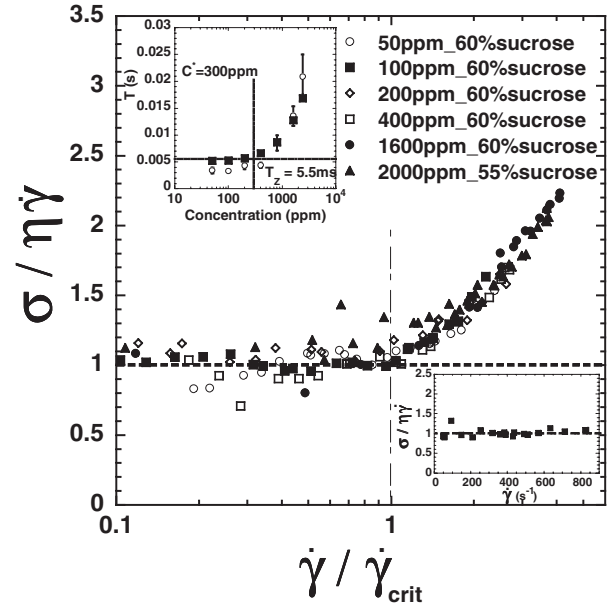 3.5
3
2.5
2
1.5
1
0.5
0
0.1
1
σ / ηγ̇
γ̇ / γ̇crit
50ppm_60%sucrose
100ppm_60%sucrose
200ppm_60%sucrose
400ppm_60%sucrose
1600ppm_60%sucrose
2000ppm_55%sucrose
T (s)
0.03
0.025
0.02
0.015
0.01
0.005
0
C*=300ppm
TZ = 5.5ms
10 100 1000 10⁴
Concentration (ppm)
σ / ηγ̇
2.5
2
1.5
1
0.5
0
0 200 400 600 800
γ̇ (s-1)